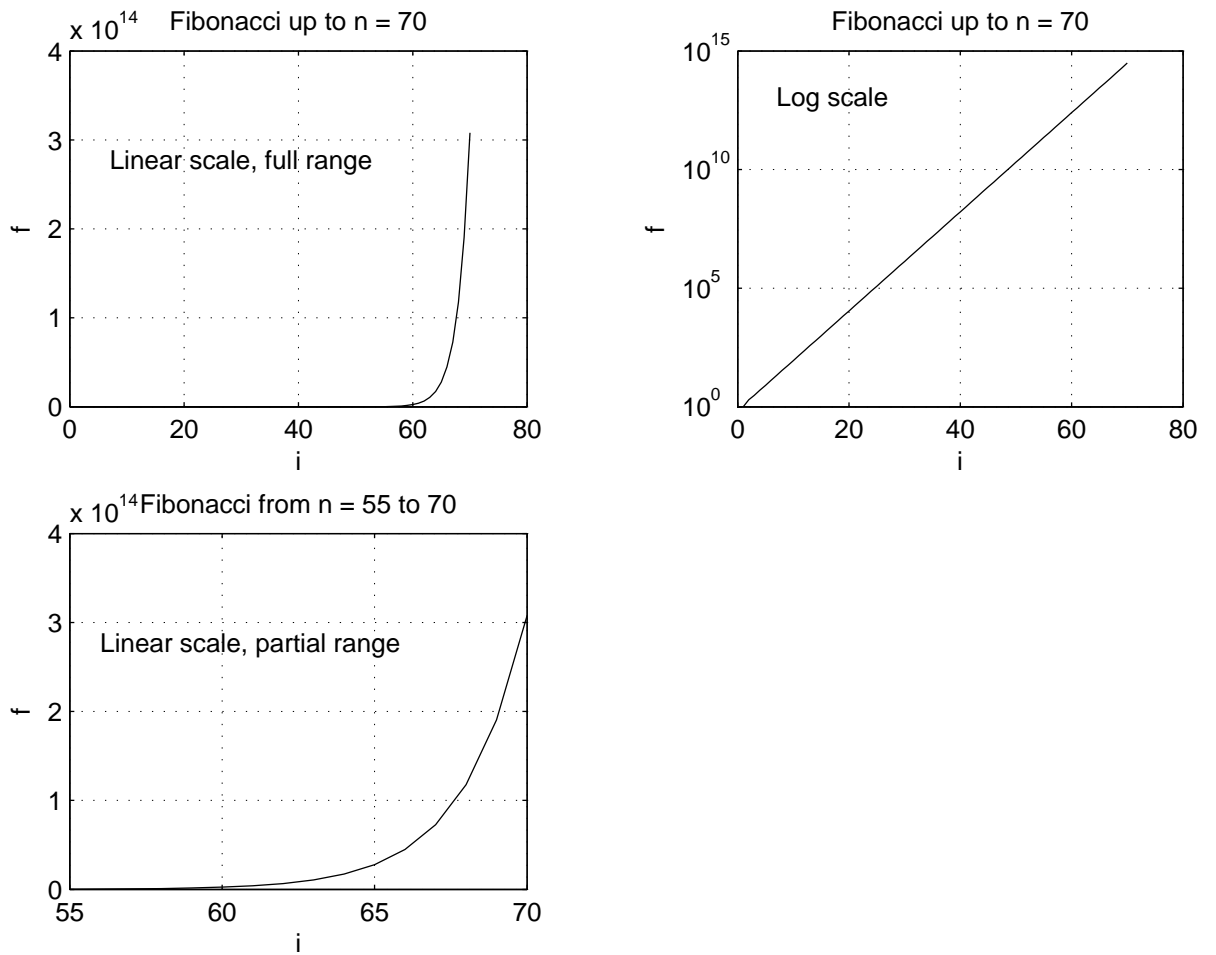 x 10^14 Fibonacci up to n = 70
4
3
2
1
0
f
Linear scale, full range
0 20 40 60 80
i
Fibonacci up to n = 70
10^15
10^10
10^5
10^0
f
Log scale
0 20 40 60 80
i
x 10^14 Fibonacci from n = 55 to 70
4
3
2
1
0
f
Linear scale, partial range
55 60 65 70
i